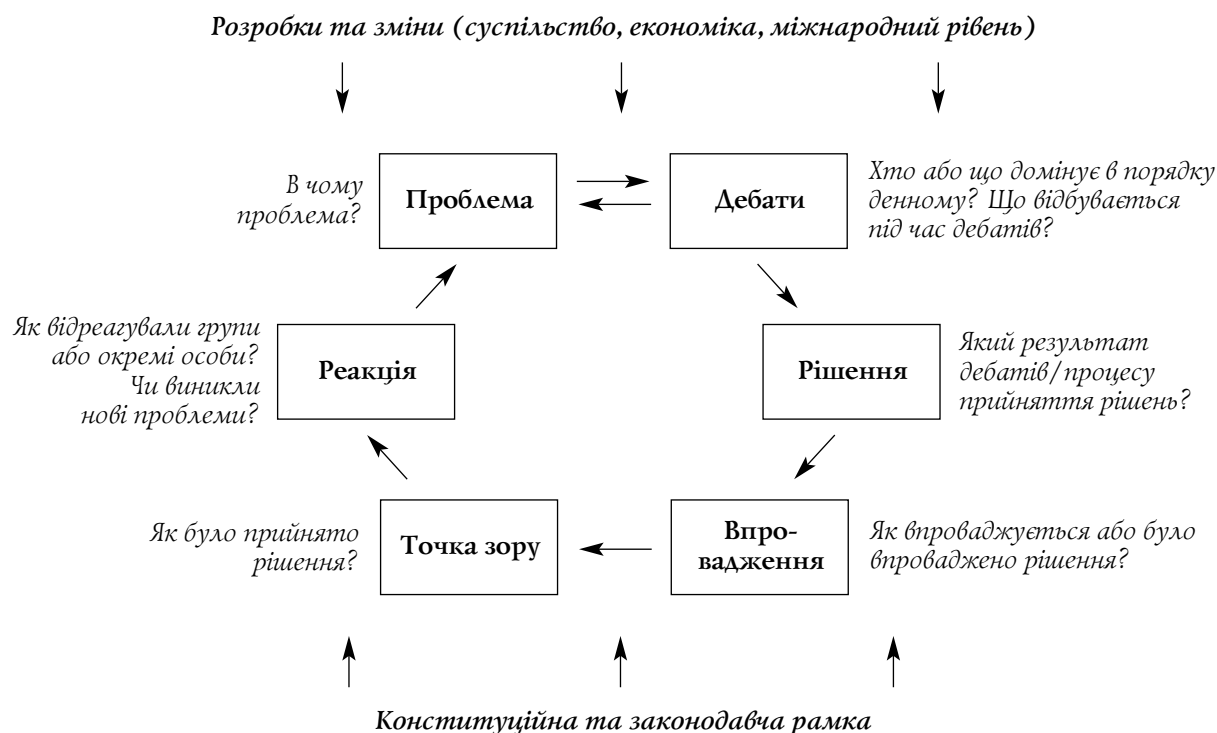 Розробки та зміни (суспільство, економіка, міжнародний рівень)
В чому
проблема?
Проблема
Дебати
Хто або що домінує в порядку
денному? Що відбувається
під час дебатів?
Як відреагували групи
або окремі особи?
Чи виникли
нові проблеми?
Реакція
Рішення
Який результат
дебатів/процесу
прийняття рішень?
Як було прийнято
рішення?
Точка зору
Впро-
вадження
Як впроваджується або було
впроваджено рішення?
Конституційна та законодавча рамка